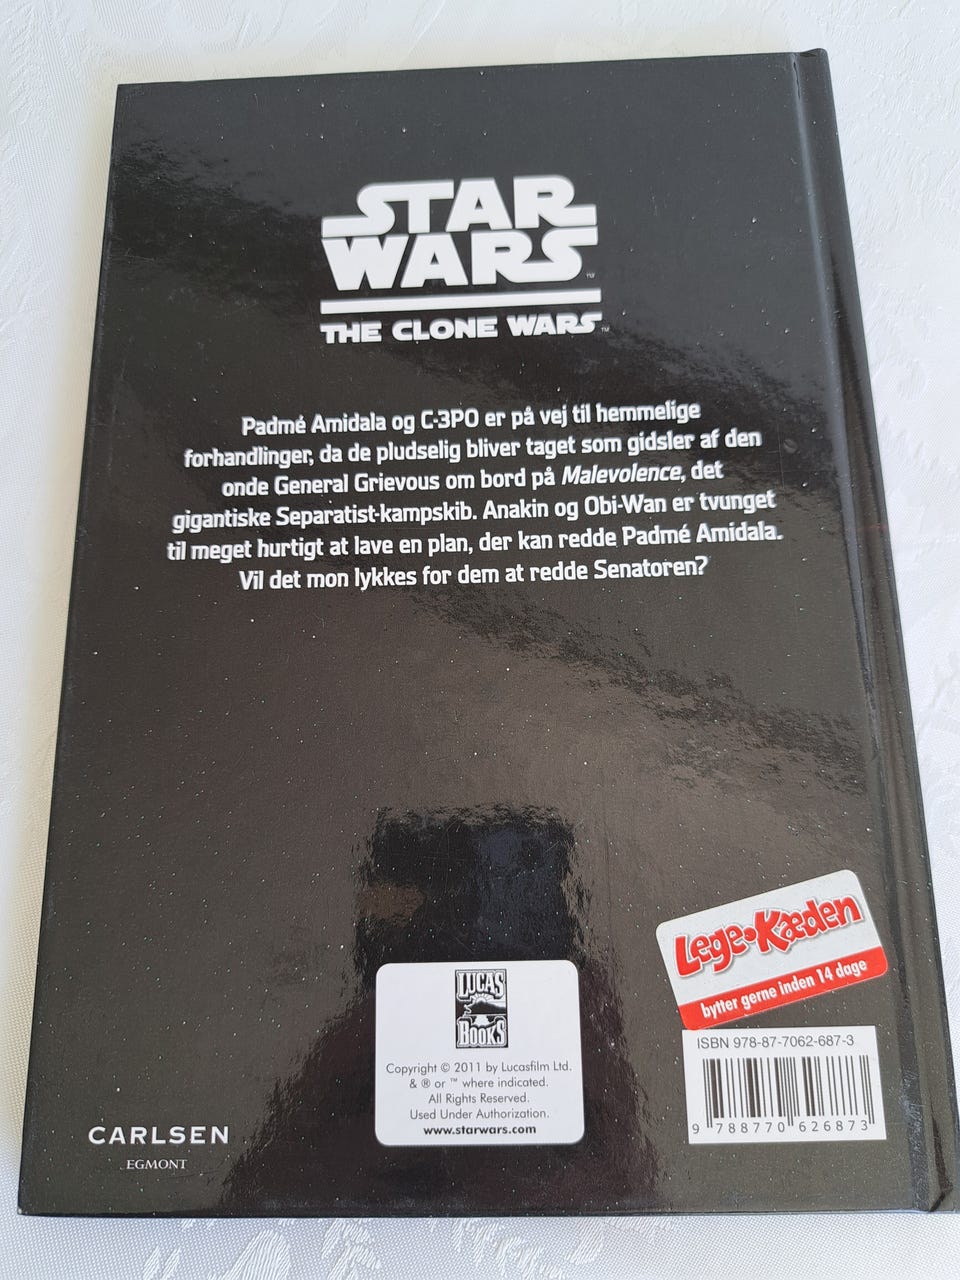 STAR
WARS™
THE CLONE WARS™
Padmé Amidala og C-3PO er på vej til hemmelige
forhandlinger, da de pludselig bliver taget som gidsler af den
onde General Grievous om bord på Malevolence, det
gigantiske Separatist-kampskib. Anakin og Obi-Wan er tvunget
til meget hurtigt at lave en plan, der kan redde Padmé Amidala.
Vil det mon lykkes for dem at redde Senatoren?
Lege•Kæden
bytter gerne inden 14 dage
LUCAS
BOOKS
Copyright © 2011 by Lucasfilm Ltd.
& ® or ™ where indicated.
All Rights Reserved.
Used Under Authorization.
www.starwars.com
ISBN 978-87-7062-687-3
9 788770 626873
CARLSEN
EGMONT